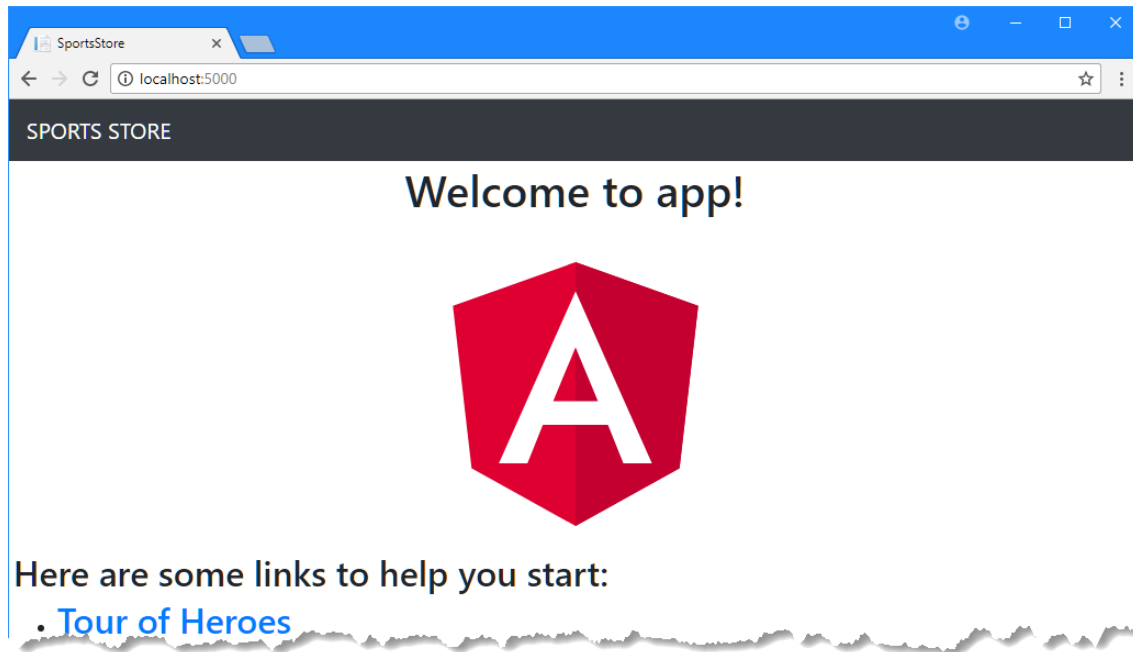 SportsStore
localhost:5000
SPORTS STORE
Welcome to app!
A
Here are some links to help you start:
• Tour of Heroes